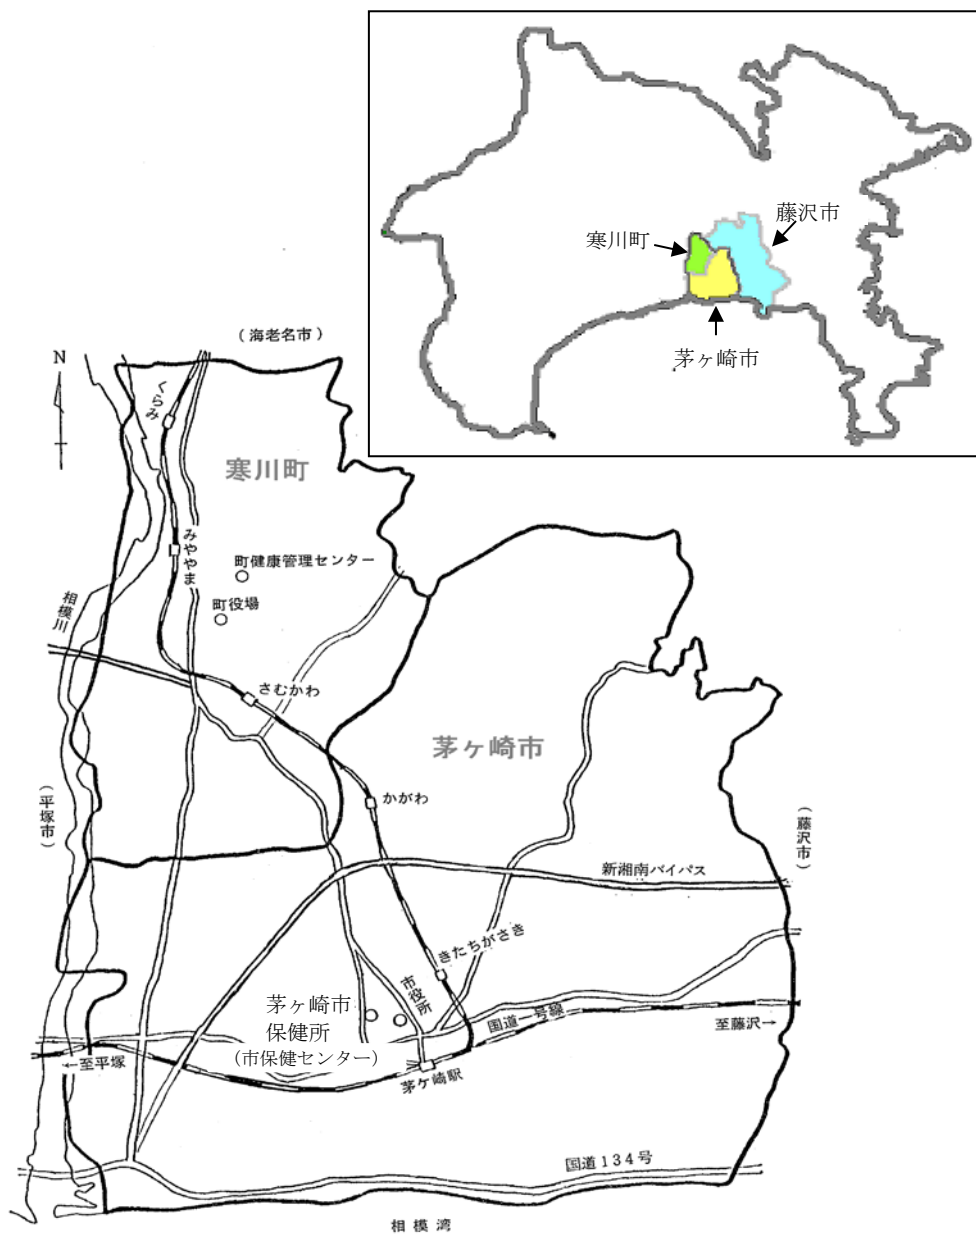 藤沢市
寒川町
茅ヶ崎市
(海老名市)
N
くらみ
寒川町
みややま
町健康管理センター
町役場
相模川
さむかわ
茅ヶ崎市
かがわ
(平塚市)
(藤沢市)
新湘南バイパス
きたちがさき
市役所
茅ヶ崎市
保健所
(市保健センター)
国道一号線
至藤沢→
←至平塚
茅ヶ崎駅
国道134号
相模湾